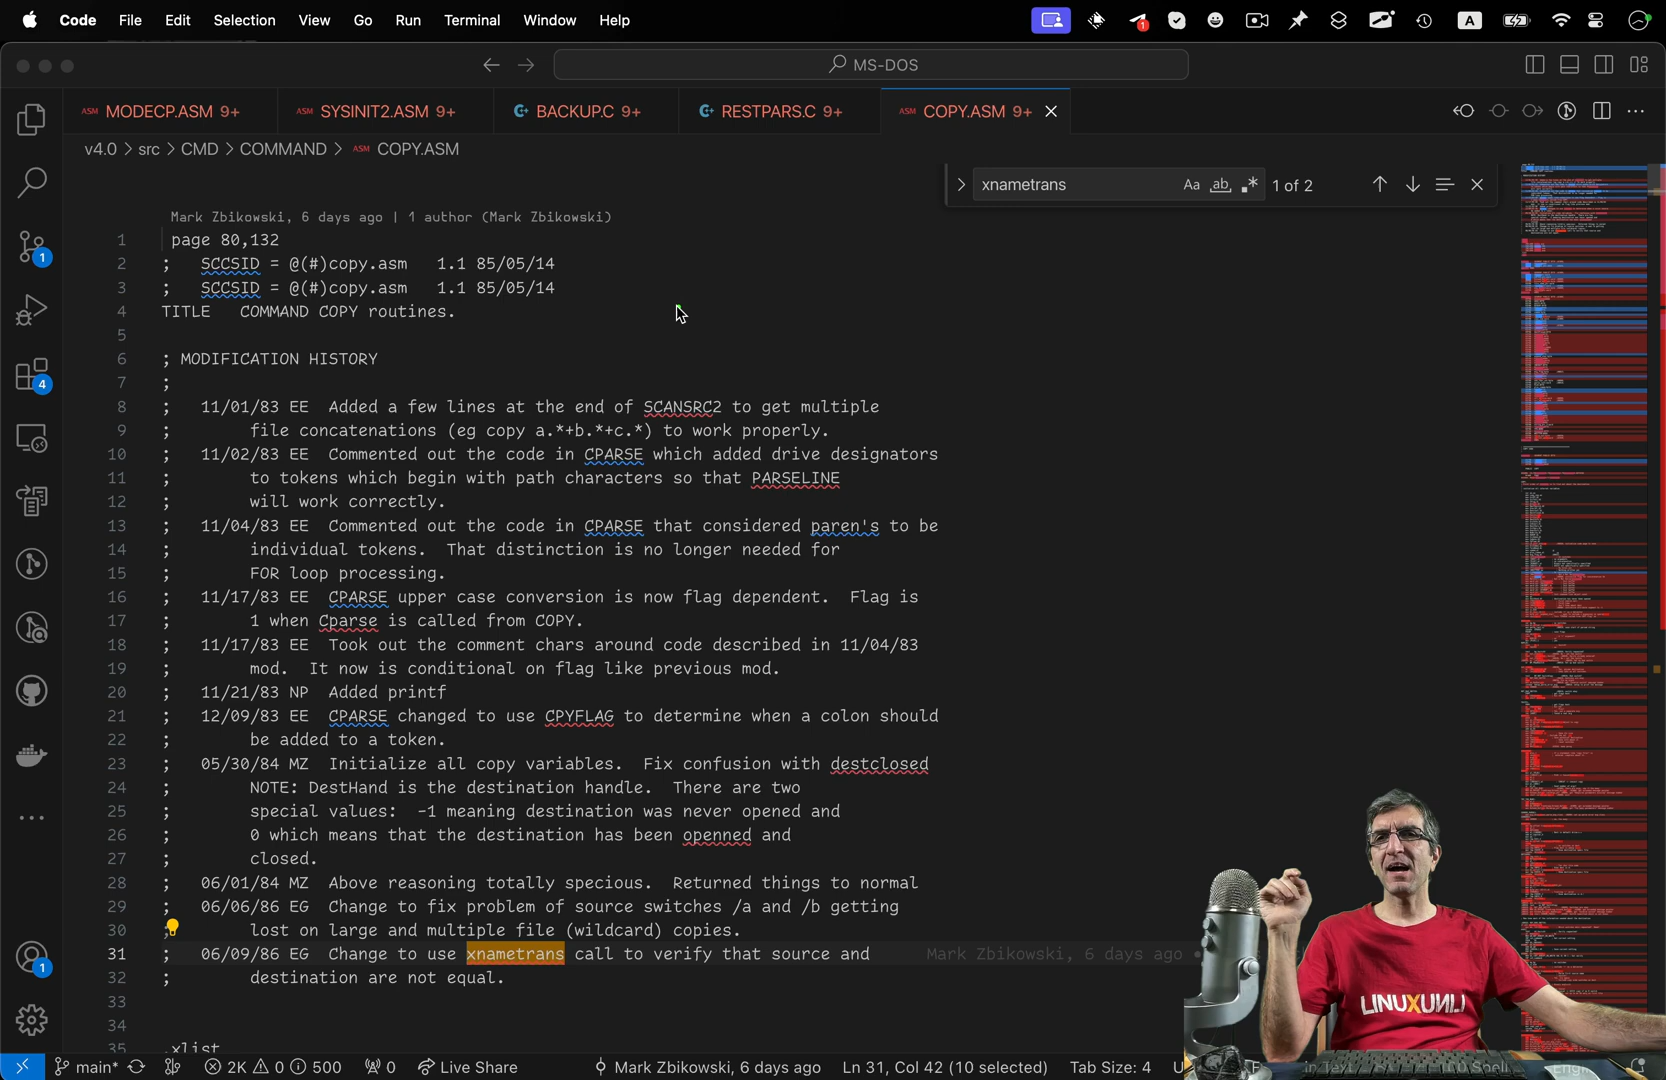 Code File Edit Selection View Go Run Terminal Window Help
1 A
MS-DOS
ASM MODECP.ASM 9+ ASM SYSINIT2.ASM 9+ BACKUP.C 9+ RESTPARS.C 9+ ASM COPY.ASM 9+
v4.0 > src > CMD > COMMAND > ASM COPY.ASM
xnametrans Aa ab 1 of 2
Mark Zbikowski, 6 days ago | 1 author (Mark Zbikowski)
1 page 80,132
2 ; SCCSID = @(#)copy.asm 1.1 85/05/14
3 ; SCCSID = @(#)copy.asm 1.1 85/05/14
4 TITLE COMMAND COPY routines.
5
6 ; MODIFICATION HISTORY
7 ;
8 ; 11/01/83 EE Added a few lines at the end of SCANSRC2 to get multiple
9 ; file concatenations (eg copy a.*+b.*+c.*) to work properly.
10 ; 11/02/83 EE Commented out the code in CPARSE which added drive designators
11 ; to tokens which begin with path characters so that PARSELINE
12 ; will work correctly.
13 ; 11/04/83 EE Commented out the code in CPARSE that considered paren's to be
14 ; individual tokens. That distinction is no longer needed for
15 ; FOR loop processing.
16 ; 11/17/83 EE CPARSE upper case conversion is now flag dependent. Flag is
17 ; 1 when Cparse is called from COPY.
18 ; 11/17/83 EE Took out the comment chars around code described in 11/04/83
19 ; mod. It now is conditional on flag like previous mod.
20 ; 11/21/83 NP Added printf
21 ; 12/09/83 EE CPARSE changed to use CPYFLAG to determine when a colon should
22 ; be added to a token.
23 ; 05/30/84 MZ Initialize all copy variables. Fix confusion with destclosed
24 ; NOTE: DestHand is the destination handle. There are two
25 ; special values: -1 meaning destination was never opened and
26 ; 0 which means that the destination has been openned and
27 ; closed.
28 ; 06/01/84 MZ Above reasoning totally specious. Returned things to normal
29 ; 06/06/86 EG Change to fix problem of source switches /a and /b getting
30 ; lost on large and multiple file (wildcard) copies.
31 ; 06/09/86 EG Change to use xnametrans call to verify that source and Mark Zbikowski, 6 days ago •
32 ; destination are not equal.
33
34
35 .xlist
1
4
1
LINUXUNIJ
main* 2K 0 500 0 Live Share Mark Zbikowski, 6 days ago Ln 31, Col 42 (10 selected) Tab Size: 4